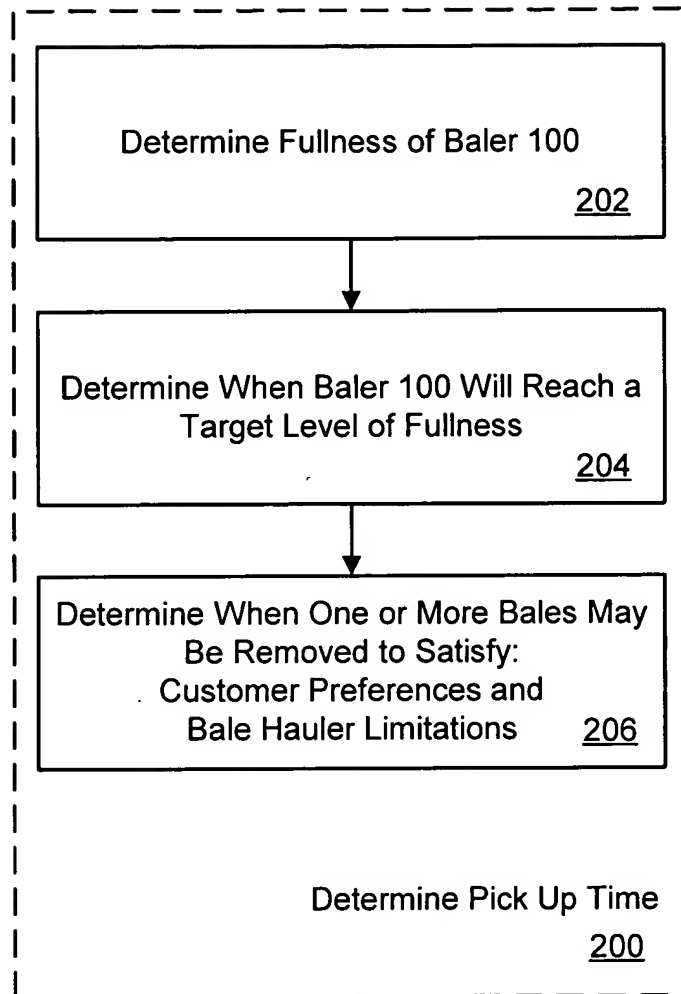 Determine Fullness of Baler 100
202
Determine When Baler 100 Will Reach a
Target Level of Fullness
204
Determine When One or More Bales May
Be Removed to Satisfy:
Customer Preferences and
Bale Hauler Limitations 206
Determine Pick Up Time
200